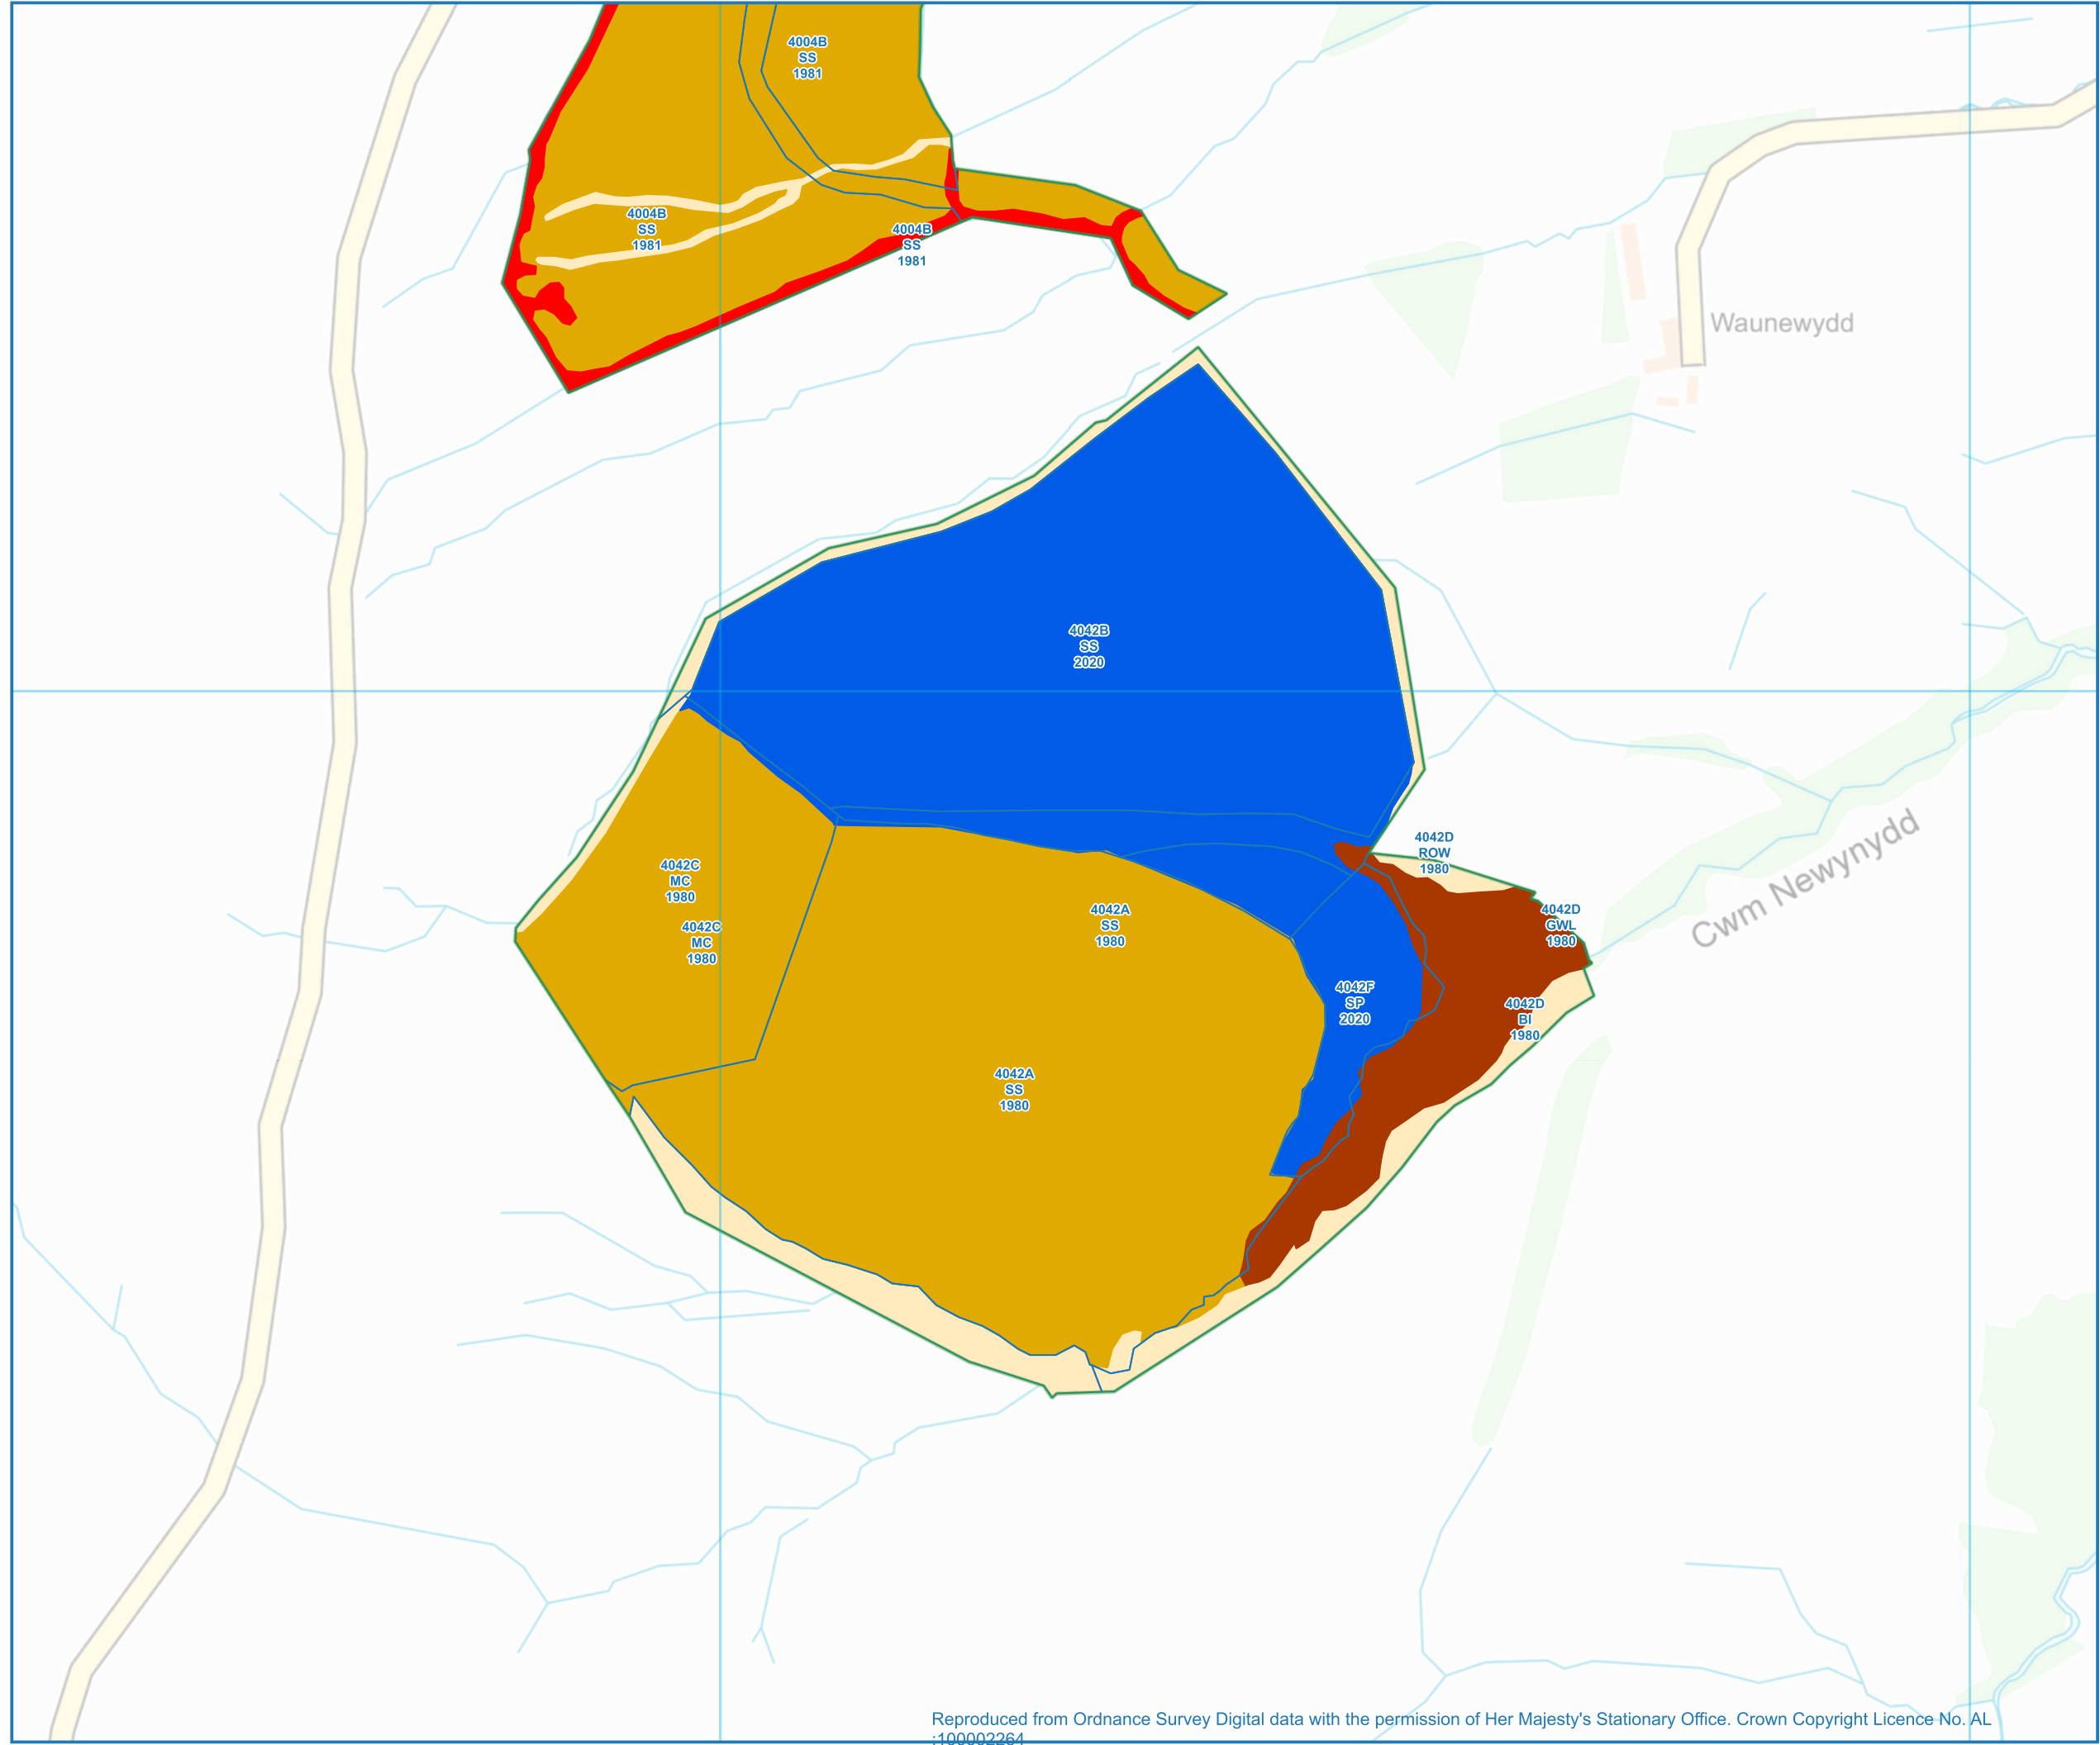 4004B
SS
1981
4004B
SS
1981
4004B
SS
1981
Waunewydd
4042B
SS
2020
4042D
ROW
1980
4042C
MC
1980
4042A
SS
1980
4042D
GWL
1980
4042C
MC
1980
Cwm Newynydd
4042F
SP
2020
4042D
BI
1980
4042A
SS
1980
Reproduced from Ordnance Survey Digital data with the permission of Her Majesty's Stationary Office. Crown Copyright Licence No. AL
:100002264